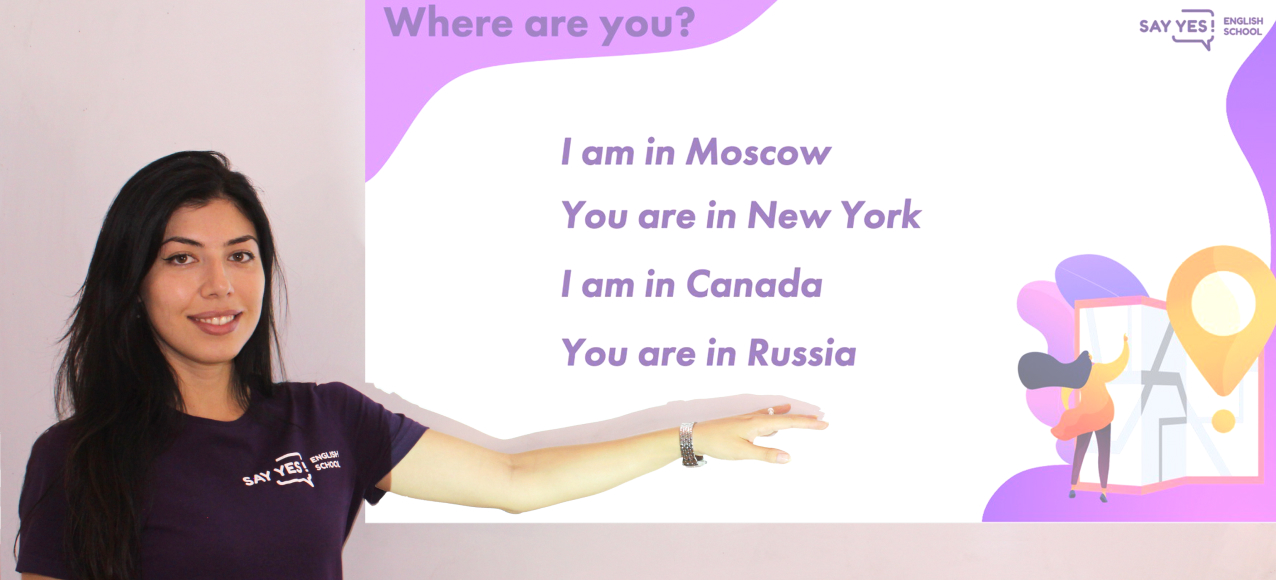 Where are you?
SAY YES!
ENGLISH
SCHOOL
I am in Moscow
You are in New York
I am in Canada
You are in Russia
SAY YES!
ENGLISH
SCHOOL